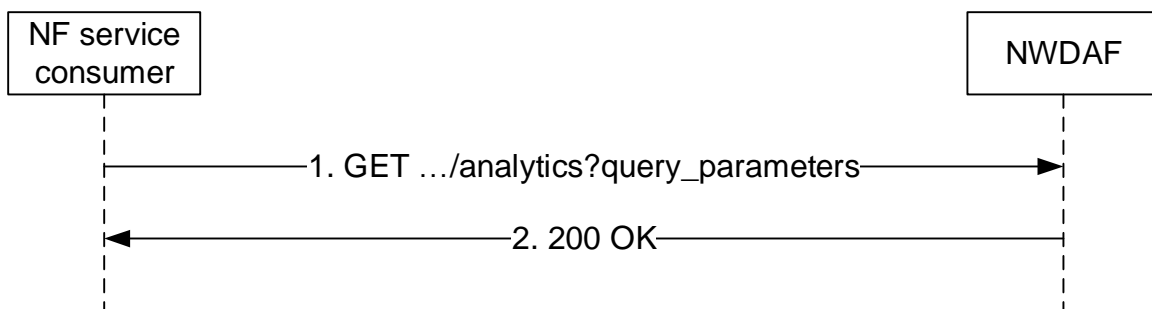 NF service
consumer
NWDAF
1. GET …/analytics?query_parameters
2. 200 OK